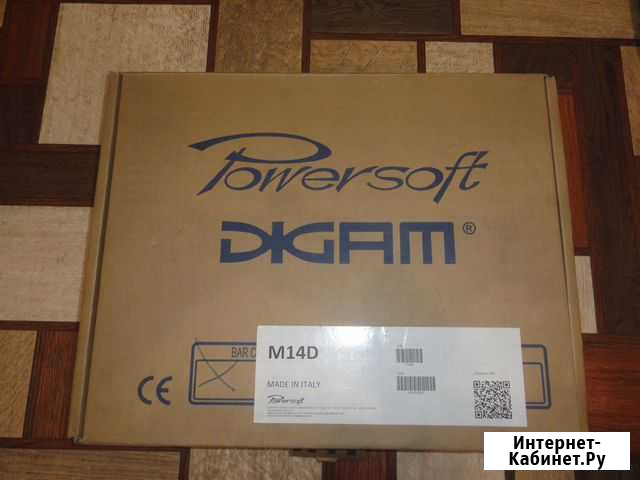 Powersoft
DIGAM®
BAR C
M14D
MADE IN ITALY
Powersoft
CE
Интернет-
Кабинет.Ру